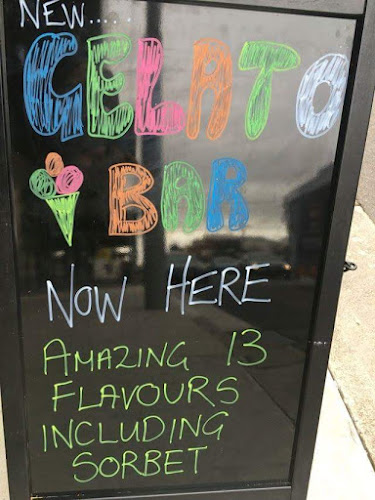 NEW.....
GELATO
BAR
NOW HERE
AMAZING 13
FLAVOURS
INCLUDING
SORBET